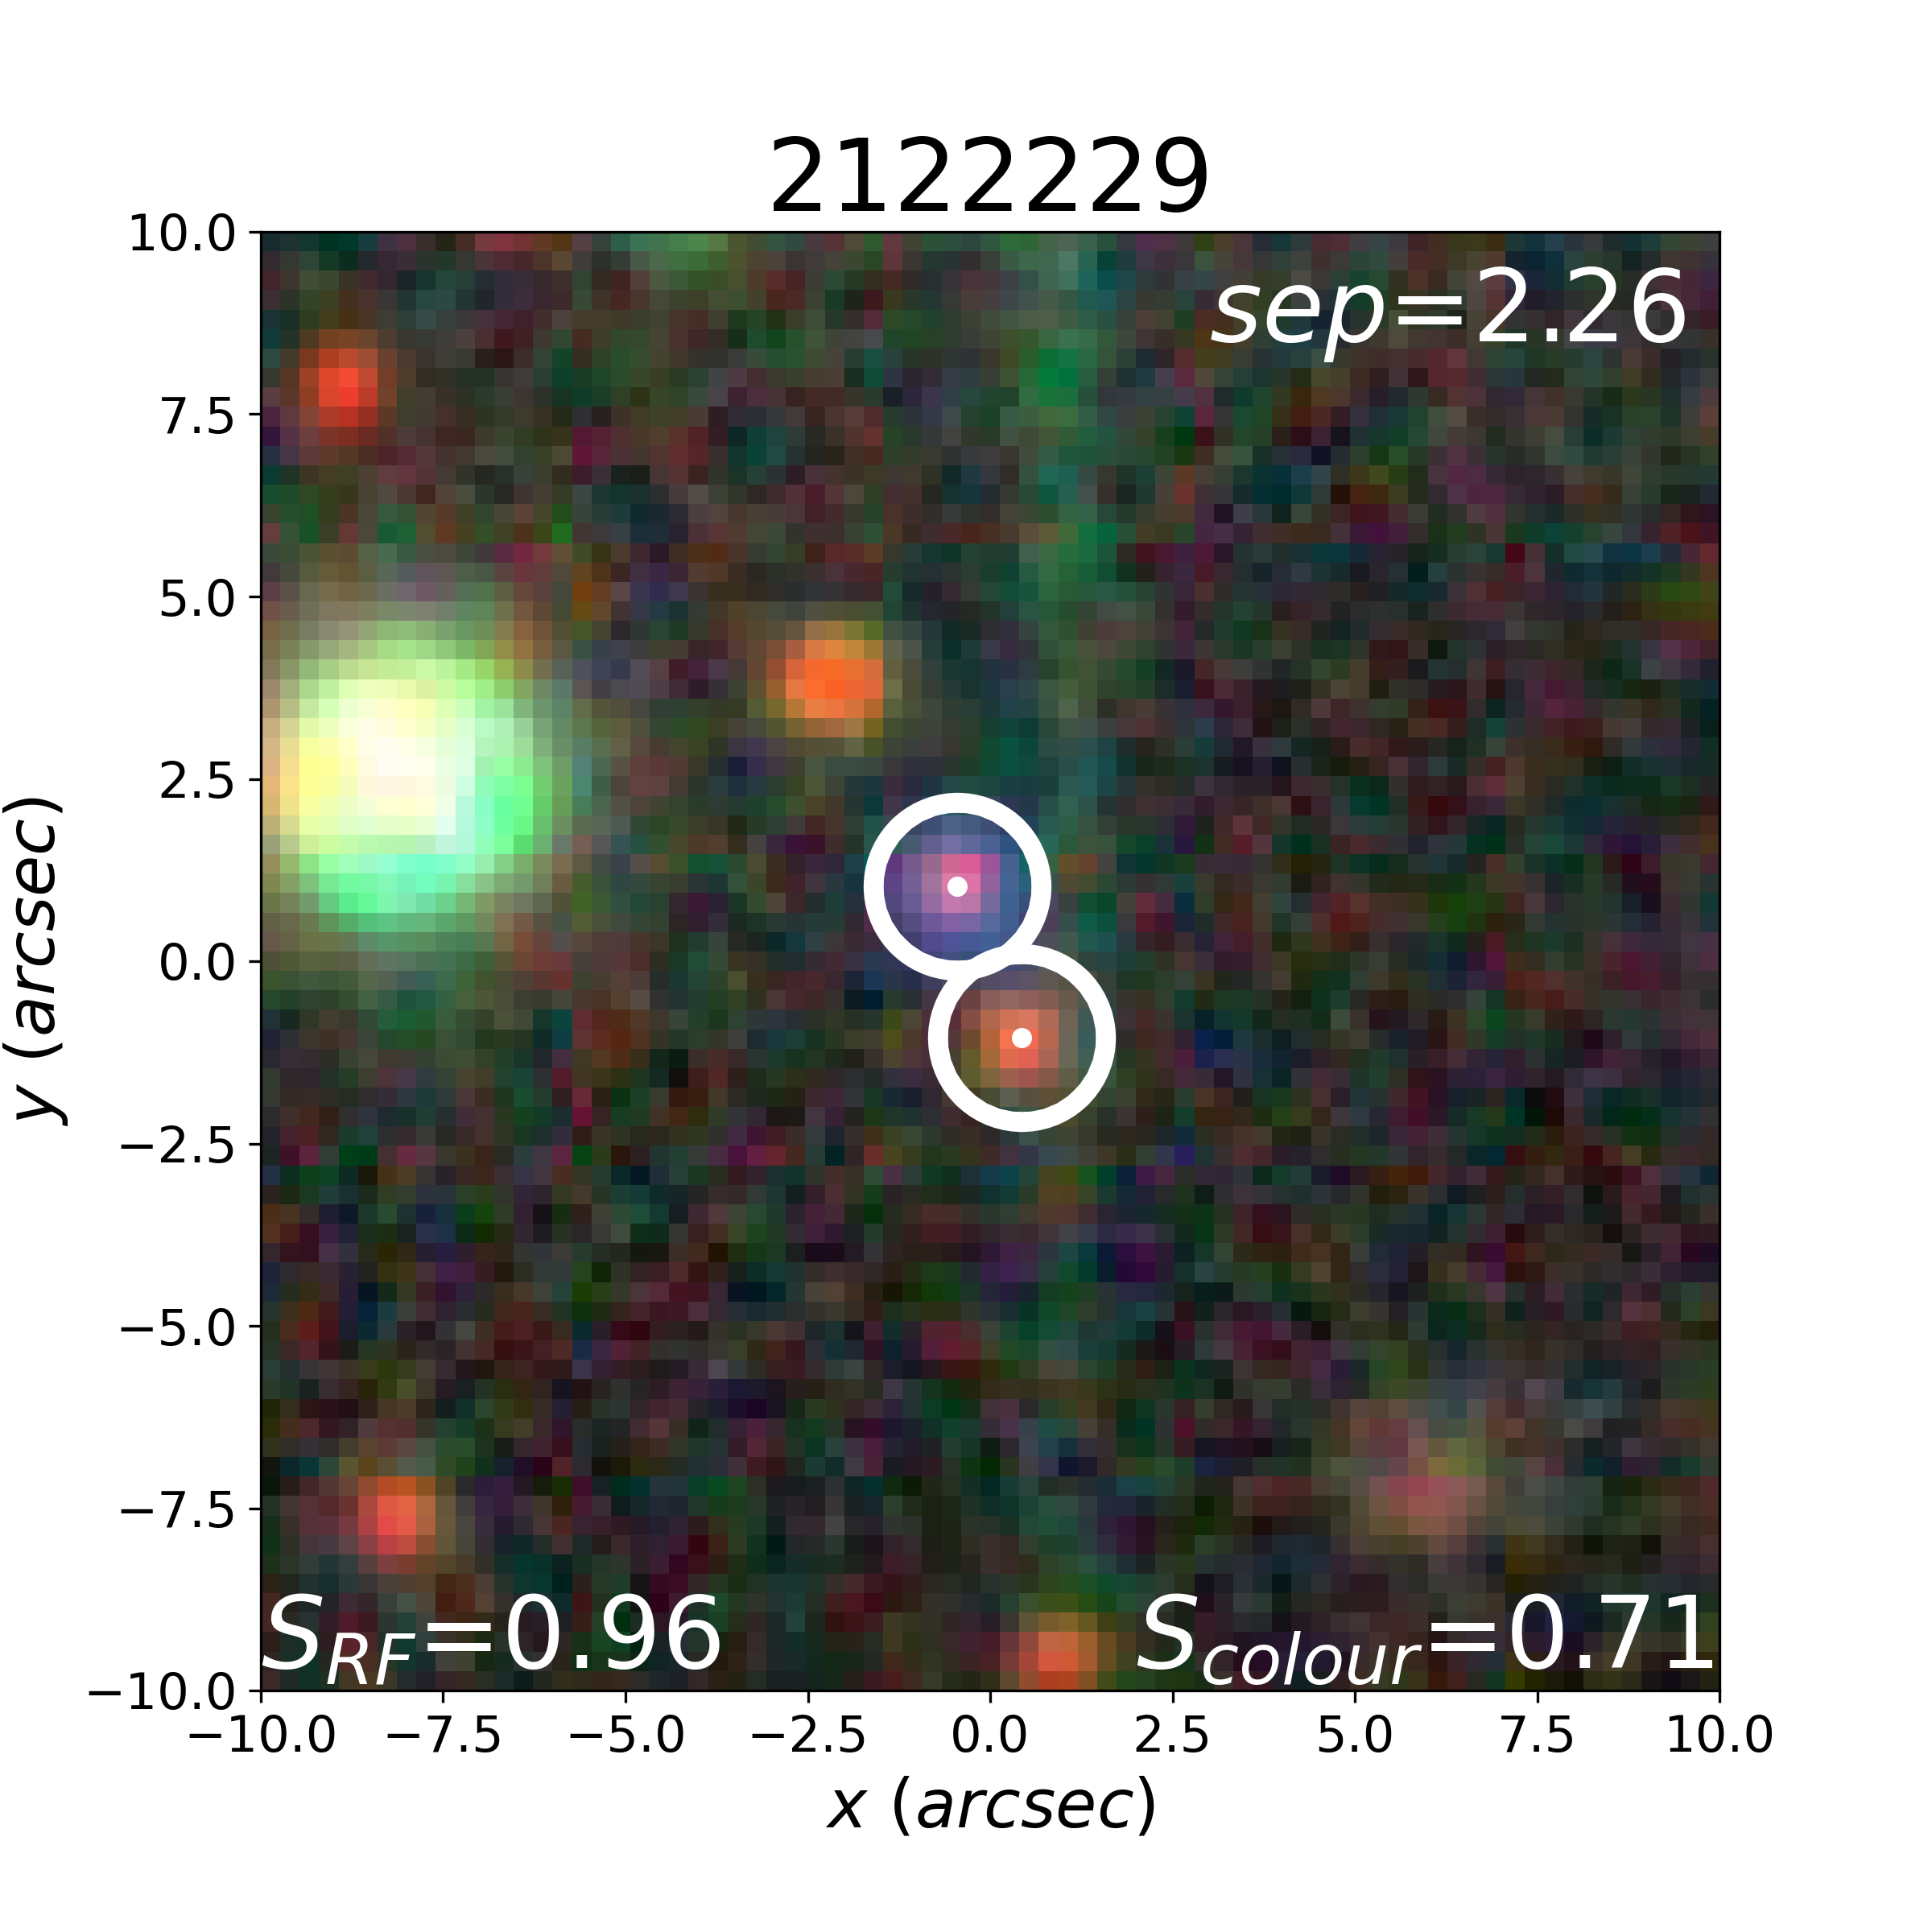 2122229
sep=2.26
10.0
7.5
5.0
2.5
0.0
−2.5
−5.0
−7.5
−10.0
y (arcsec)
S_RF=0.96
S_colour=0.71
−10.0 −7.5 −5.0 −2.5 0.0 2.5 5.0 7.5 10.0
x (arcsec)